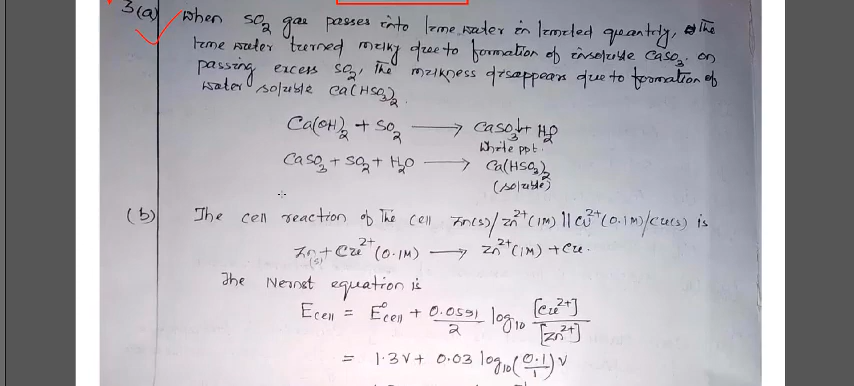 3(a) When SO₂ gas passes into lime water in limited quantity, The
lime water turned milky due to formation of insoluble CaSO₃. on
passing excess SO₂, The milkness disappears due to formation of
water soluble Ca(HSO₃)₂.
Ca(OH)₂ + SO₂ ⟶ CaSO₃↓ + H₂O
White ppt.
CaSO₃ + SO₂ + H₂O ⟶ Ca(HSO₃)₂
(soluble)
(b) The cell reaction of The cell Zn(s)/Zn²⁺(1M)||Cu²⁺(0.1M)/Cu(s) is
Zn(s) + Cu²⁺(0.1M) ⟶ Zn²⁺(1M) + Cu.
The Nernst equation is
E cell = E° cell + 0.0591/2 log₁₀ [Cu²⁺]/[Zn²⁺]
= 1.3V + 0.03 log₁₀(0.1/1)V